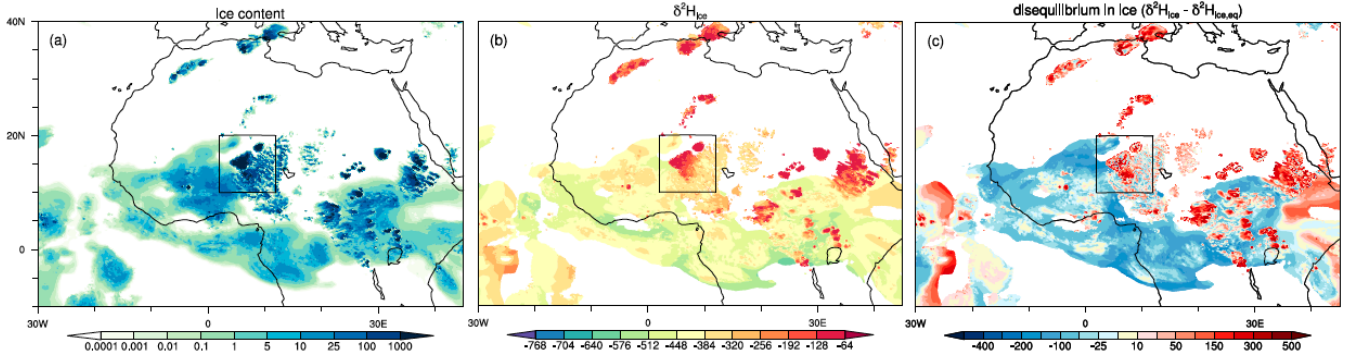 Ice content
δ²H_Ice
disequilibrium in ice (δ²H_Ice - δ²H_Ice,eq)
(a)
(b)
(c)
40N
20N
0
30W 0 30E
30W 0 30E
30W 0 30E
0.0001 0.001 0.01 0.1 1 5 10 25 100 1000
-768 -704 -640 -576 -512 -448 -384 -320 -256 -192 -128 -64
-400 -200 -100 -50 -25 10 50 150 300 500